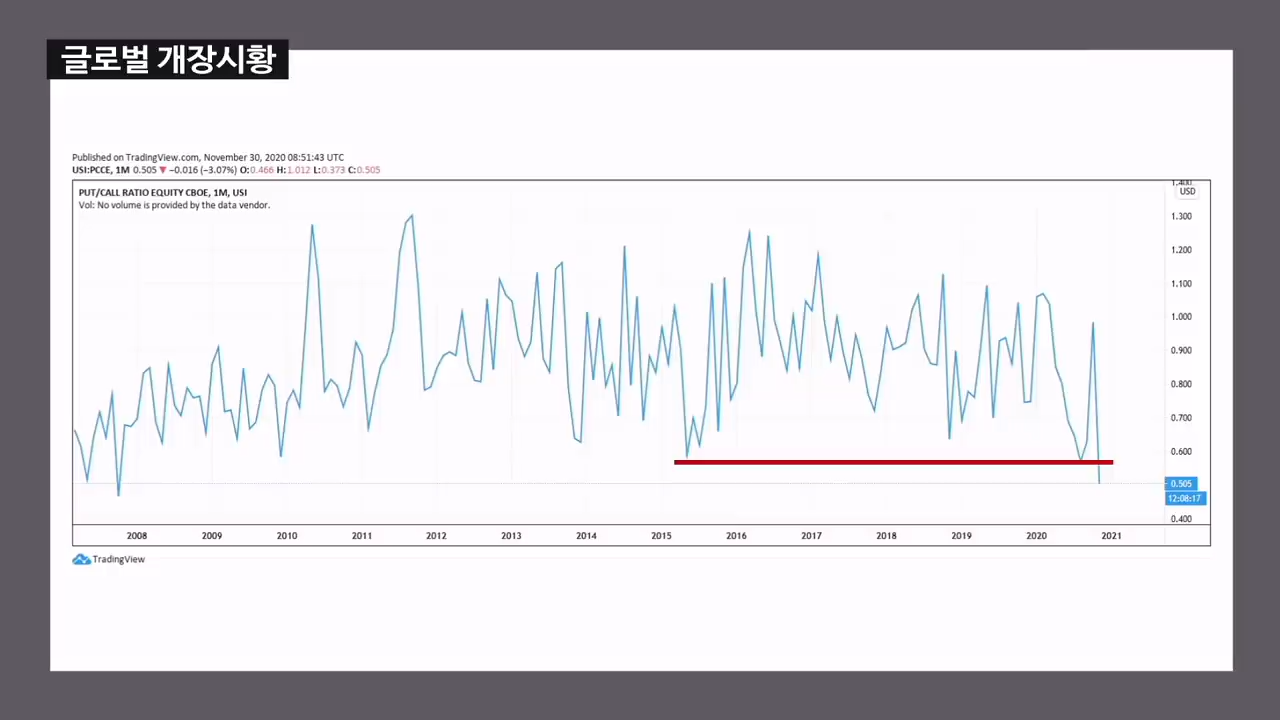 글로벌 개장시황
Published on TradingView.com, November 30, 2020 08:51:43 UTC
USI:PCCE, 1M 0.505 ▼ −0.016 (−3.07%) O:0.466 H:1.012 L:0.373 C:0.505
PUT/CALL RATIO EQUITY CBOE, 1M, USI
Vol: No volume is provided by the data vendor.
1.400
USD
1.300
1.200
1.100
1.000
0.900
0.800
0.700
0.600
0.505
12:08:17
0.400
2008 2009 2010 2011 2012 2013 2014 2015 2016 2017 2018 2019 2020 2021
TradingView